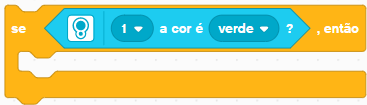 se 1 a cor é verde ? , então